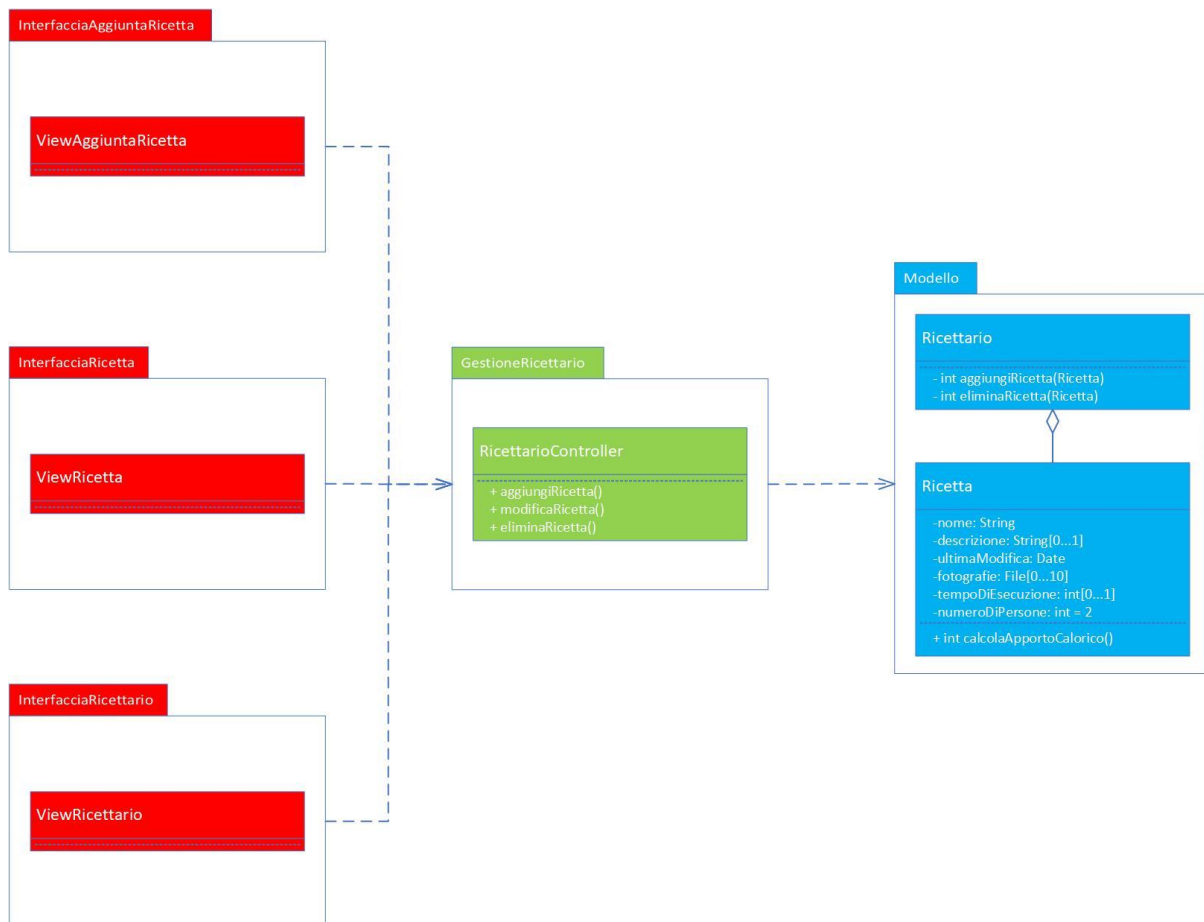 InterfacciaAggiuntaRicetta
ViewAggiuntaRicetta
InterfacciaRicetta
ViewRicetta
InterfacciaRicettario
ViewRicettario
GestioneRicettario
RicettarioController
+ aggiungiRicetta()
+ modificaRicetta()
+ eliminaRicetta()
Modello
Ricettario
- int aggiungiRicetta(Ricetta)
- int eliminaRicetta(Ricetta)
Ricetta
-nome: String
-descrizione: String[0...1]
-ultimaModifica: Date
-fotografie: File[0...10]
-tempoDiEsecuzione: int[0...1]
-numeroDiPersone: int = 2
+ int calcolaApportoCalorico()